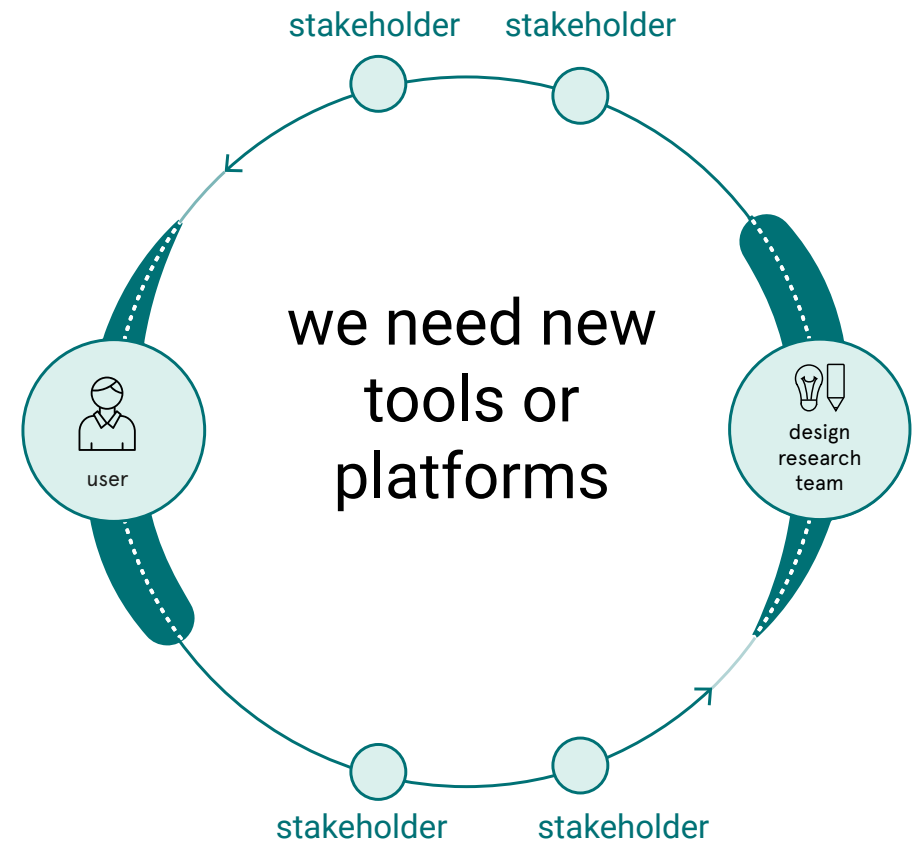 stakeholder
stakeholder
we need new
tools or
platforms
user
design
research
team
stakeholder
stakeholder